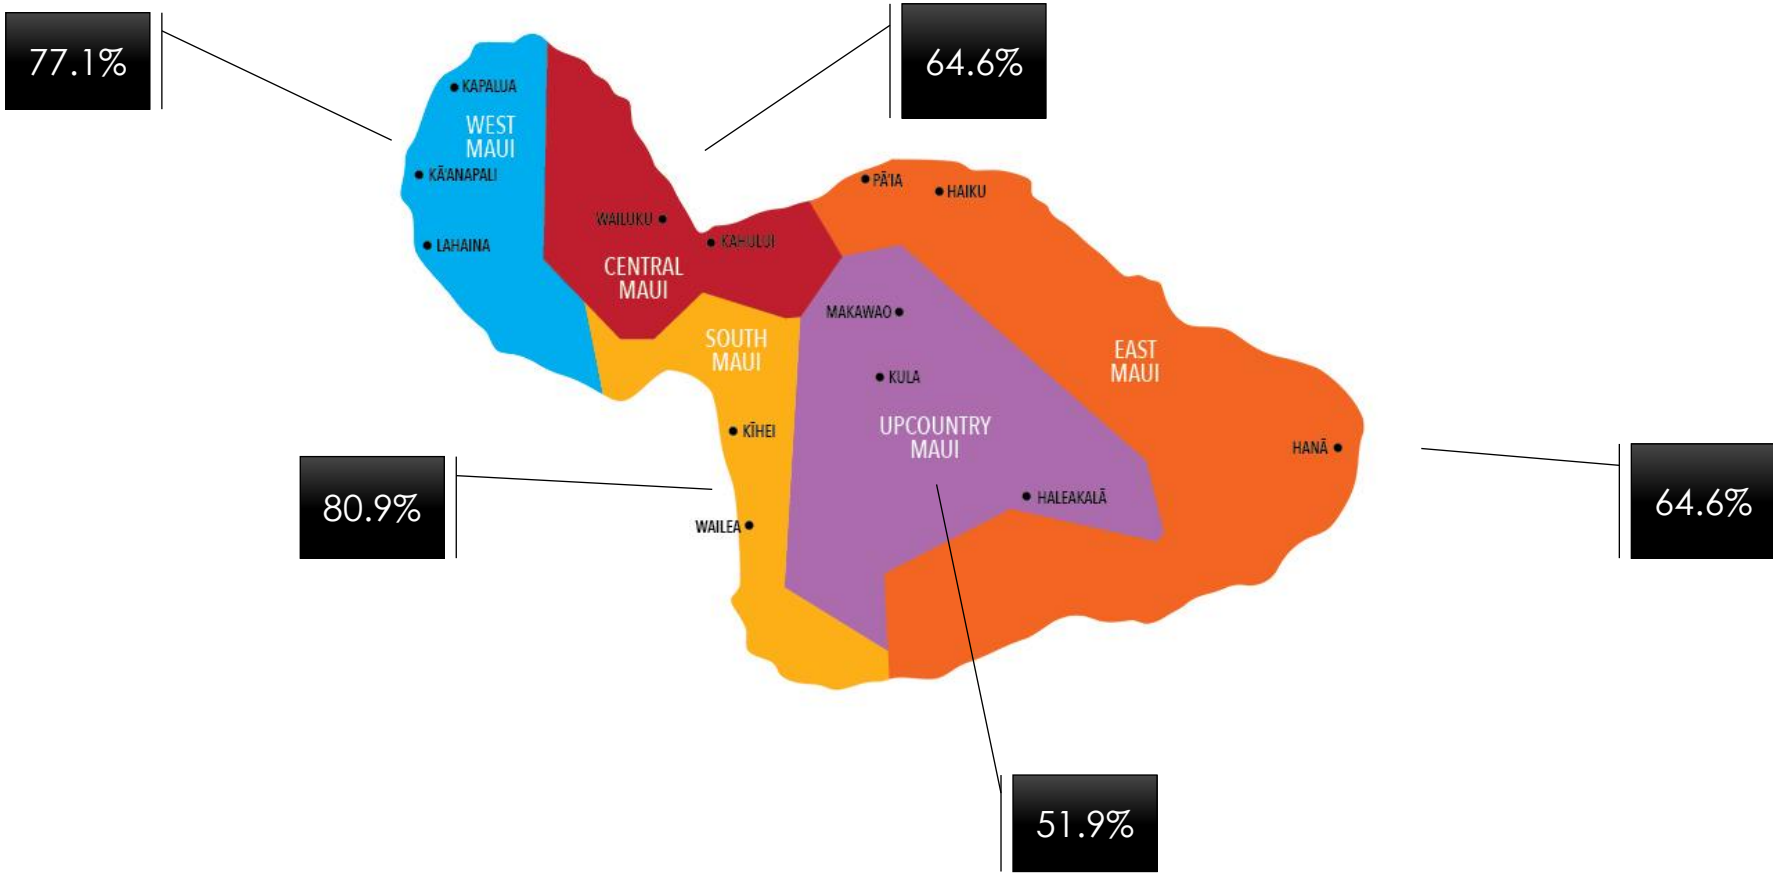 77.1%
64.6%
KAPALUA
WEST
MAUI
KĀ'ANAPALI
LAHAINA
WAILUKU
KAHULUI
CENTRAL
MAUI
PĀ'IA
HAIKU
MAKAWAO
SOUTH
MAUI
EAST
MAUI
KULA
UPCOUNTRY
MAUI
KĪHEI
HANĀ
HALEAKALĀ
WAILEA
80.9%
64.6%
51.9%